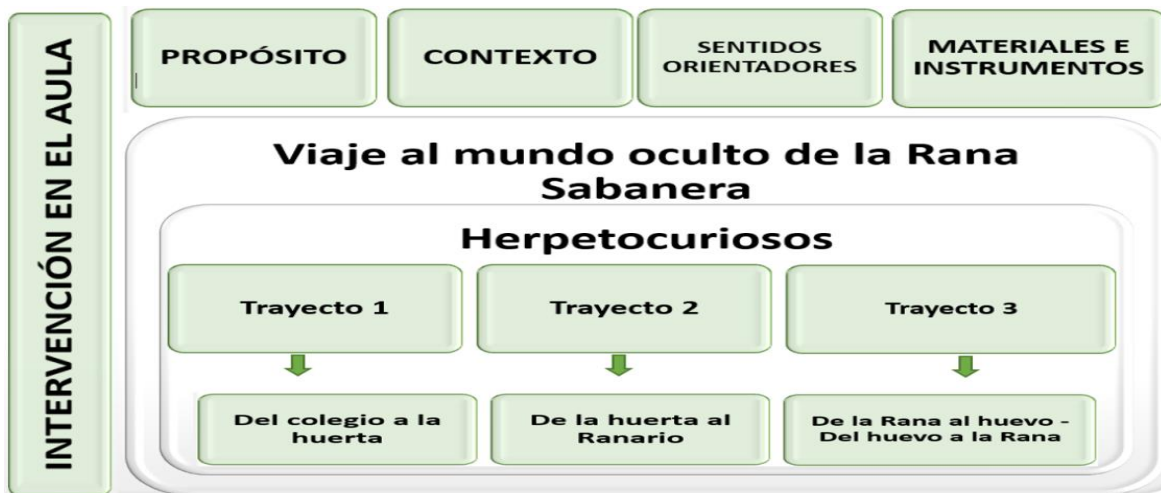 INTERVENCIÓN EN EL AULA
PROPÓSITO
CONTEXTO
SENTIDOS
ORIENTADORES
MATERIALES E
INSTRUMENTOS
Viaje al mundo oculto de la Rana
Sabanera
Herpetocuriosos
Trayecto 1
Trayecto 2
Trayecto 3
Del colegio a la
huerta
De la huerta al
Ranario
De la Rana al huevo -
Del huevo a la Rana